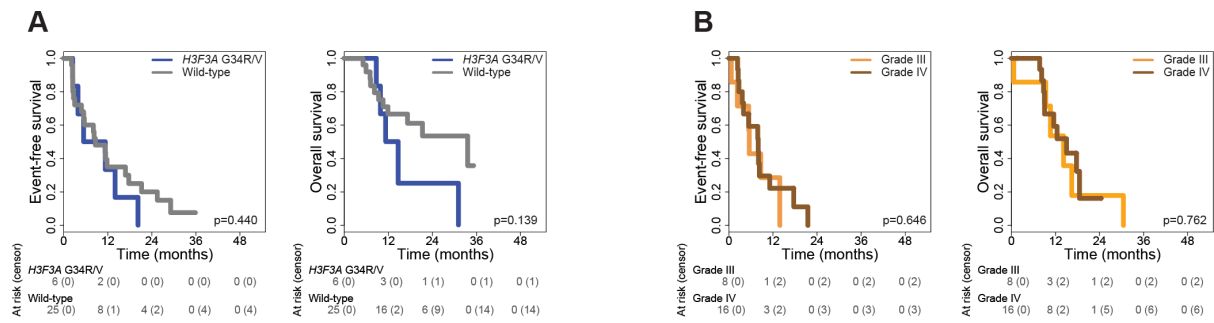 A
Event-free survival
1.0
0.8
0.6
0.4
0.2
0.0
H3F3A G34R/V
Wild-type
p=0.440
0 12 24 36 48
Time (months)
At risk (censor)
H3F3A G34R/V
6 (0) 2 (0) 0 (0) 0 (0) 0 (0)
Wild-type
25 (0) 8 (1) 4 (2) 0 (4) 0 (4)
Overall survival
1.0
0.8
0.6
0.4
0.2
0.0
H3F3A G34R/V
Wild-type
p=0.139
0 12 24 36 48
Time (months)
H3F3A G34R/V
6 (0) 3 (0) 1 (1) 0 (1) 0 (1)
Wild-type
25 (0) 16 (2) 6 (9) 0 (14) 0 (14)
B
Event-free survival
1.0
0.8
0.6
0.4
0.2
0.0
Grade III
Grade IV
p=0.646
0 12 24 36 48
Time (months)
At risk (censor)
Grade III
8 (0) 1 (2) 0 (2) 0 (2) 0 (2)
Grade IV
16 (0) 3 (2) 0 (3) 0 (3) 0 (3)
Overall survival
1.0
0.8
0.6
0.4
0.2
0.0
Grade III
Grade IV
p=0.762
0 12 24 36 48
Time (months)
At risk (censor)
Grade III
8 (0) 3 (2) 1 (2) 0 (2) 0 (2)
Grade IV
16 (0) 8 (2) 1 (5) 0 (6) 0 (6)